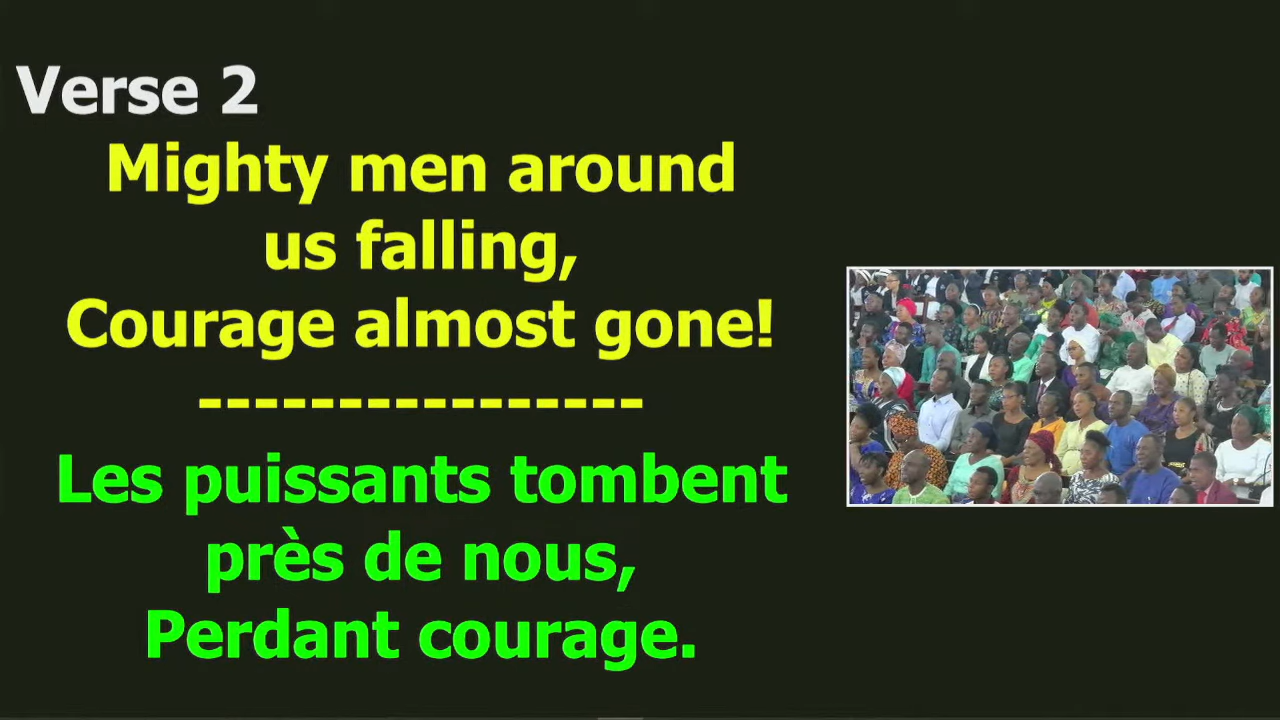 Verse 2
Mighty men around
us falling,
Courage almost gone!
----------------
Les puissants tombent
près de nous,
Perdant courage.